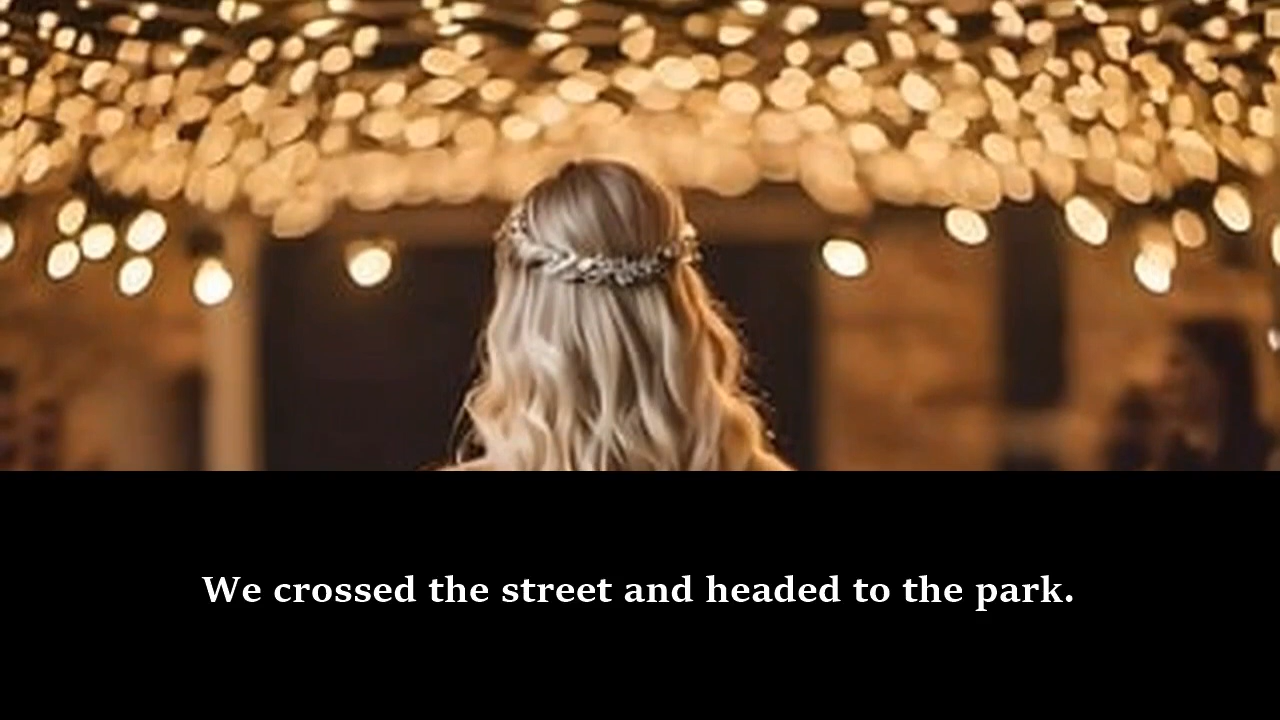 We crossed the street and headed to the park.